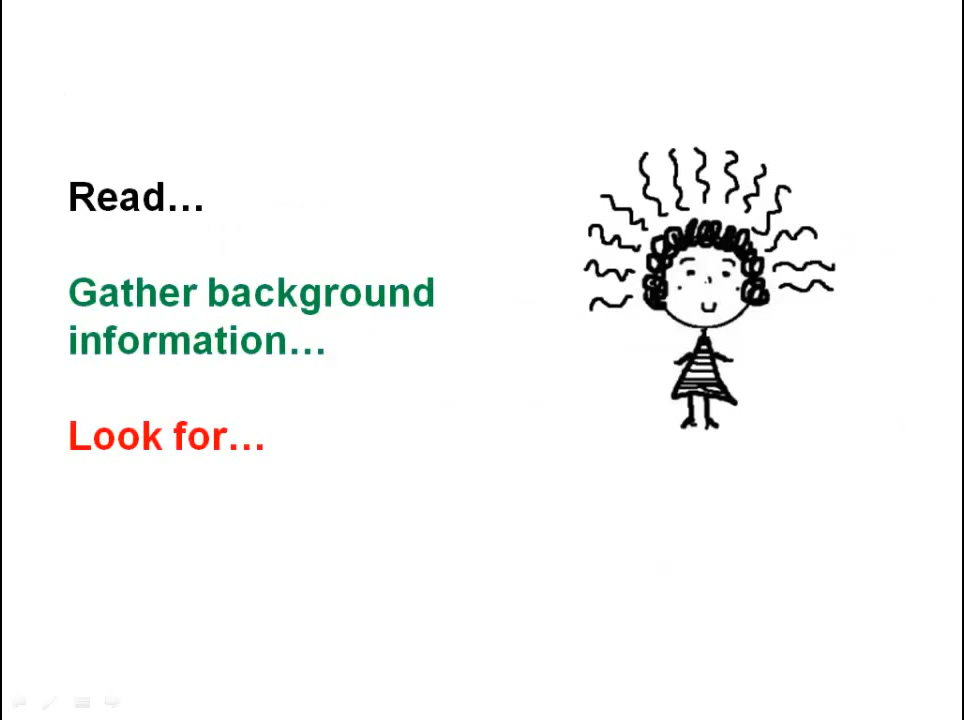 Read…
Gather background
information…
Look for…